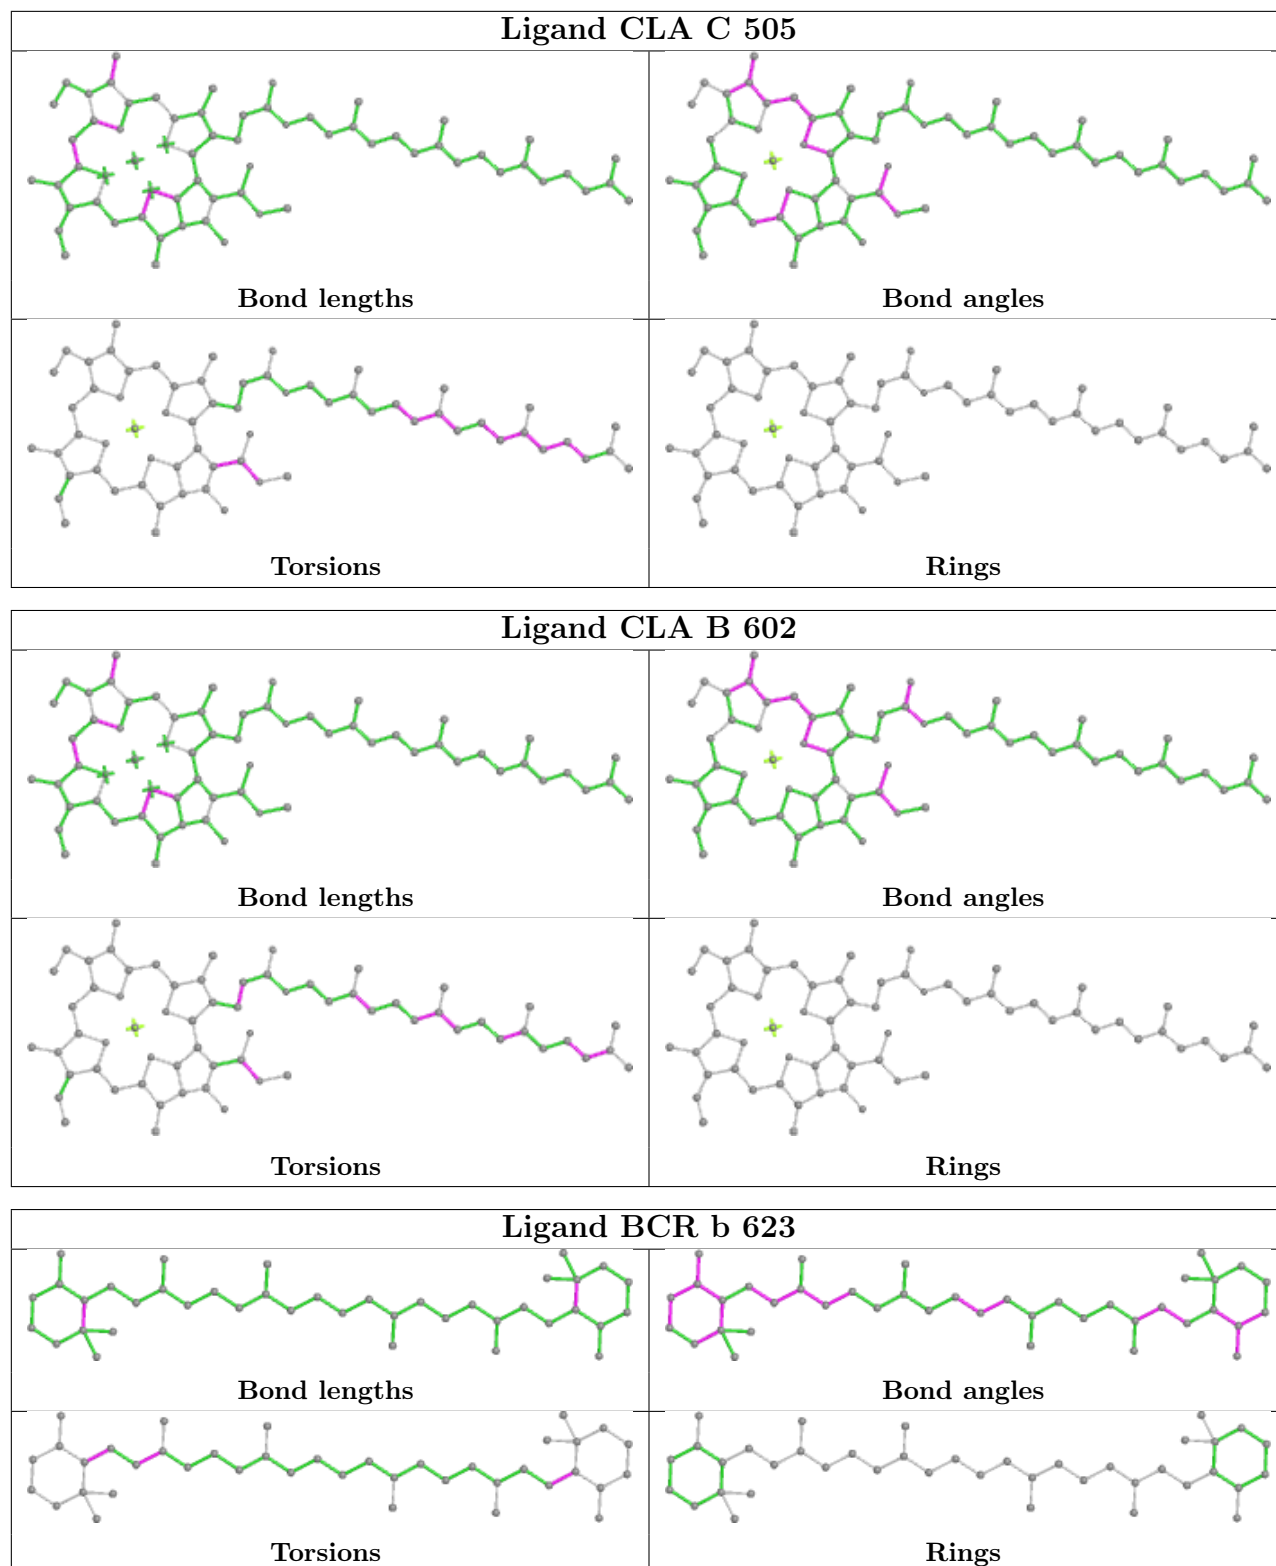 Ligand CLA C 505
Bond lengths
Bond angles
Torsions
Rings
Ligand CLA B 602
Bond lengths
Bond angles
Torsions
Rings
Ligand BCR b 623
Bond lengths
Bond angles
Torsions
Rings